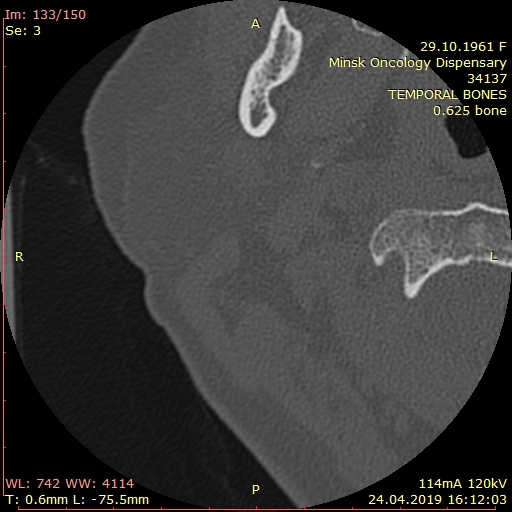 Im: 133/150
Se: 3
A
29.10.1961 F
Minsk Oncology Dispensary
34137
TEMPORAL BONES
0.625 bone
R
L
WL: 742 WW: 4114
T: 0.6mm L: -75.5mm
P
114mA 120kV
24.04.2019 16:12:03